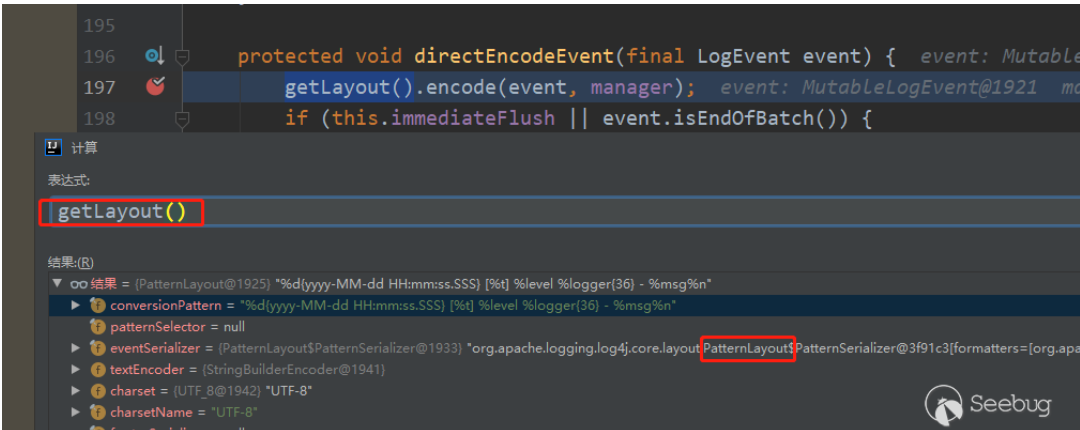 195
196 protected void directEncodeEvent(final LogEvent event) { event: Mutable
197 getLayout().encode(event, manager); event: MutableLogEvent@1921
198 if (this.immediateFlush || event.isEndOfBatch()) {
计算
表达式:
getLayout()
结果:(R)
结果 = {PatternLayout@1925} "%d{yyyy-MM-dd HH:mm:ss.SSS} [%t] %level %logger{36} - %msg%n"
conversionPattern = "%d{yyyy-MM-dd HH:mm:ss.SSS} [%t] %level %logger{36} - %msg%n"
patternSelector = null
eventSerializer = {PatternLayout$PatternSerializer@1933} "org.apache.logging.log4j.core.layout.PatternLayout$PatternSerializer@3f91c3[formatters=[org.apa
textEncoder = {StringBuilderEncoder@1941}
charset = {UTF_8@1942} "UTF-8"
charsetName = "UTF-8"
Seebug